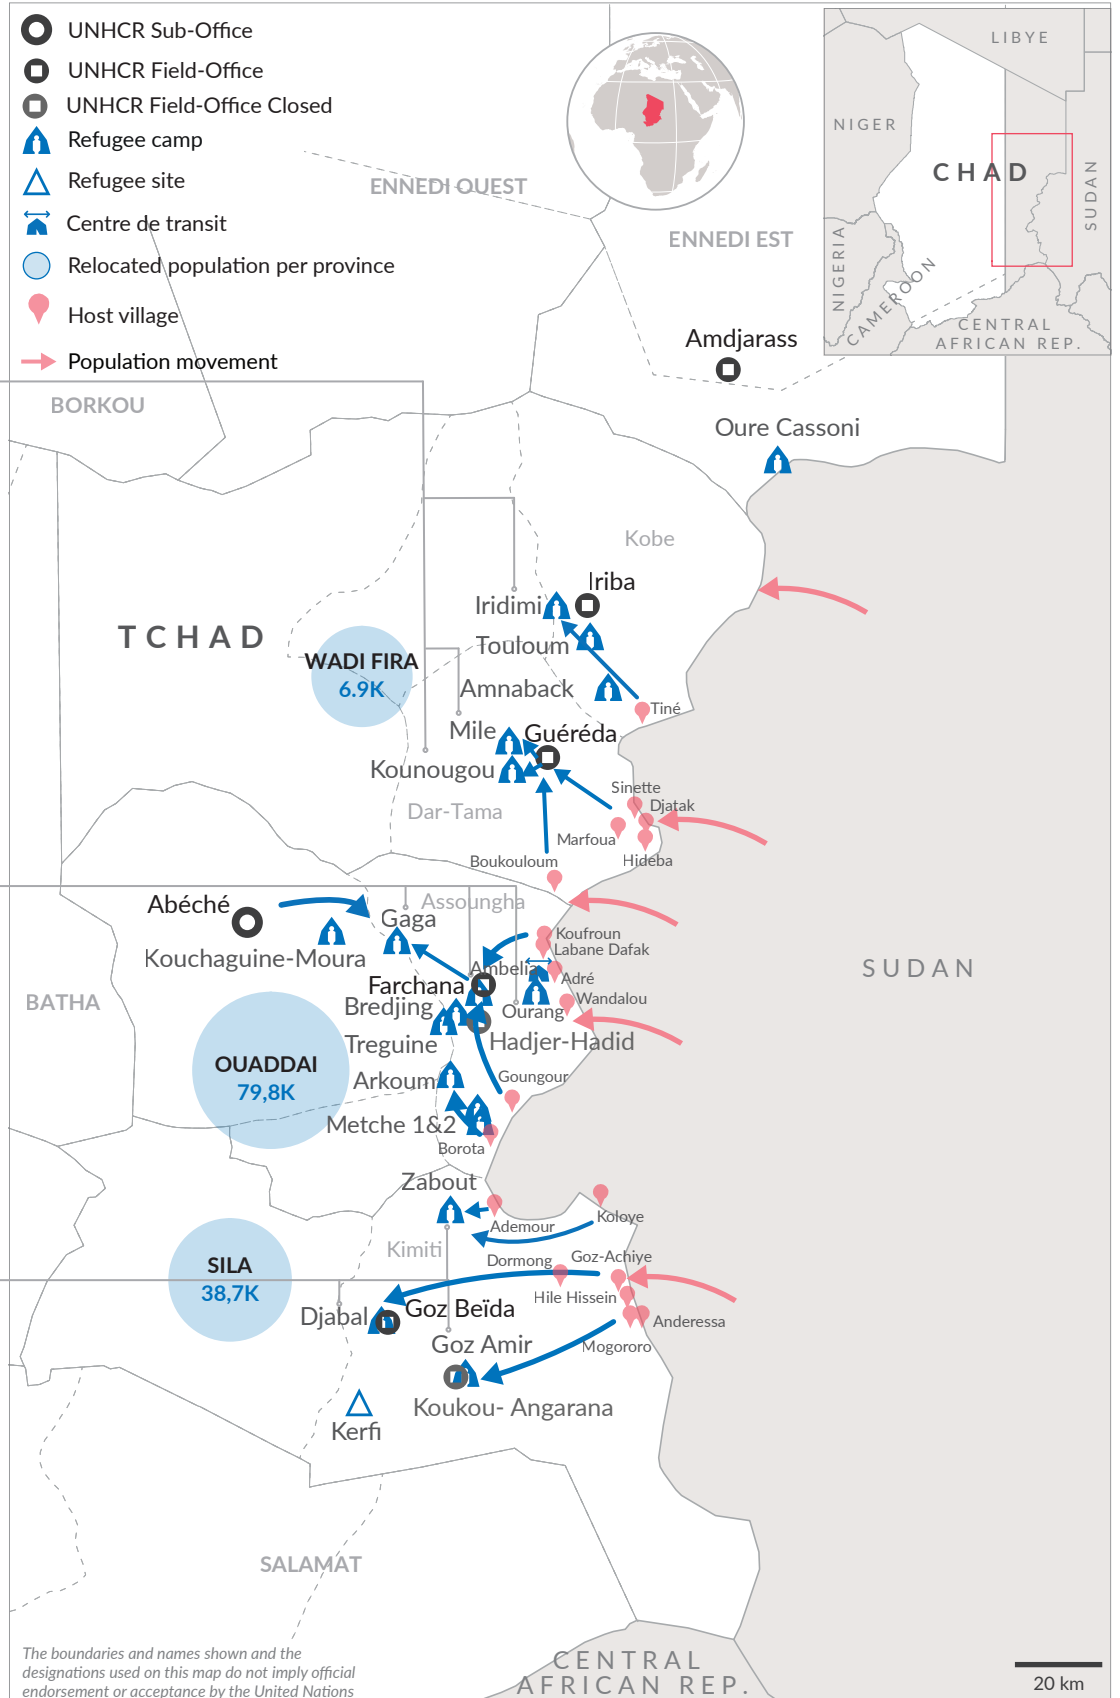 UNHCR Sub-Office
UNHCR Field-Office
UNHCR Field-Office Closed
Refugee camp
Refugee site
Centre de transit
Relocated population per province
Host village
Population movement
LIBYE
NIGER
CHAD
SUDAN
NIGERIA
CAMEROON
CENTRAL
AFRICAN REP.
ENNEDI OUEST
ENNEDI EST
BORKOU
Amdjarass
Oure Cassoni
Kobe
Iriba
Iridimi
TCHAD
Touloum
WADI FIRA
6.9K
Amnaback
Tiné
Mile
Guéréda
Kounougou
Sinette
Djatak
Dar-Tama
Marfoua
Hideba
Boukouloum
Abéché
Assoungha
Gaga
Koufroun
Labane Dafak
Kouchaguine-Moura
Ambelia
Adré
SUDAN
Farchana
Wandalou
BATHA
Bredjing
Ourang
Hadjer-Hadid
Treguine
OUADDAI
79,8K
Arkoum
Goungour
Metche 1&2
Borota
Zabout
Koloye
Ademour
Kimiti
Dormong
Goz-Achiye
SILA
38,7K
Hile Hissein
Djabal
Goz Beïda
Anderessa
Goz Amir
Mogororo
Koukou- Angarana
Kerfi
SALAMAT
The boundaries and names shown and the
designations used on this map do not imply official
endorsement or acceptance by the United Nations
CENTRAL
AFRICAN REP.
20 km